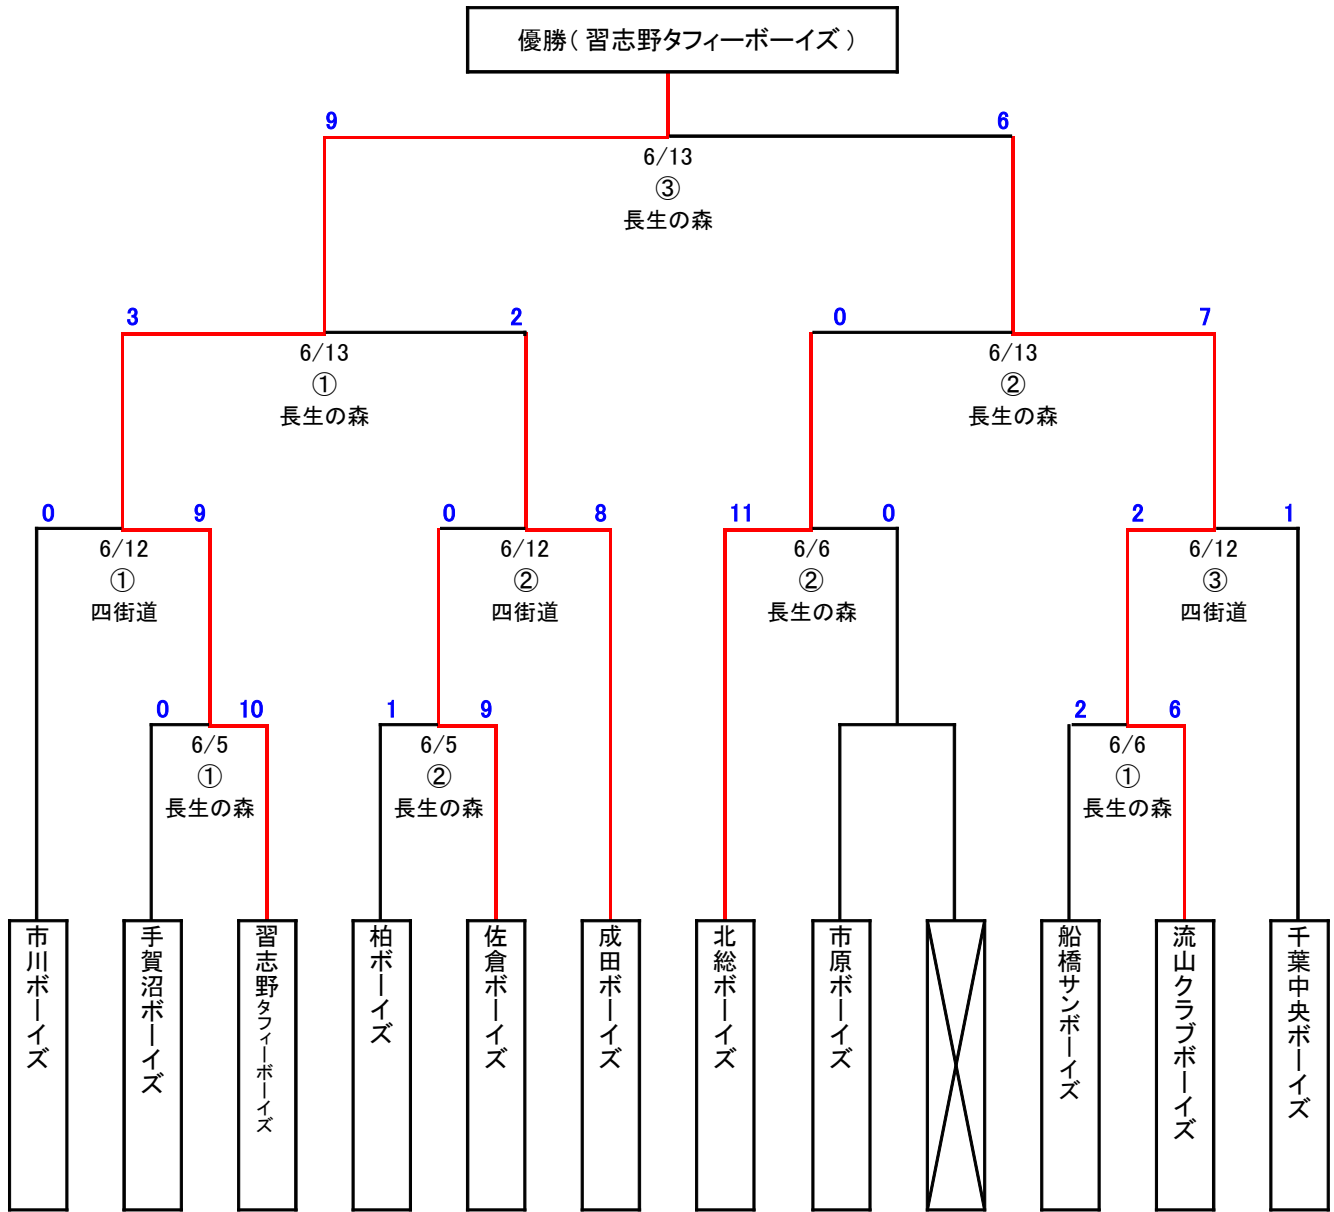 優勝( 習志野タフィーボーイズ )
9
6
6/13
③
長生の森
3
2
0
7
6/13
①
長生の森
6/13
②
長生の森
0
9
0
8
11
0
2
1
6/12
①
四街道
6/12
②
四街道
6/6
②
長生の森
6/12
③
四街道
0
10
1
9
2
6
6/5
①
長生の森
6/5
②
長生の森
6/6
①
長生の森
市川ボーイズ
手賀沼ボーイズ
習志野タフィーボーイズ
柏ボーイズ
佐倉ボーイズ
成田ボーイズ
北総ボーイズ
市原ボーイズ
船橋サンボーイズ
流山クラブボーイズ
千葉中央ボーイズ